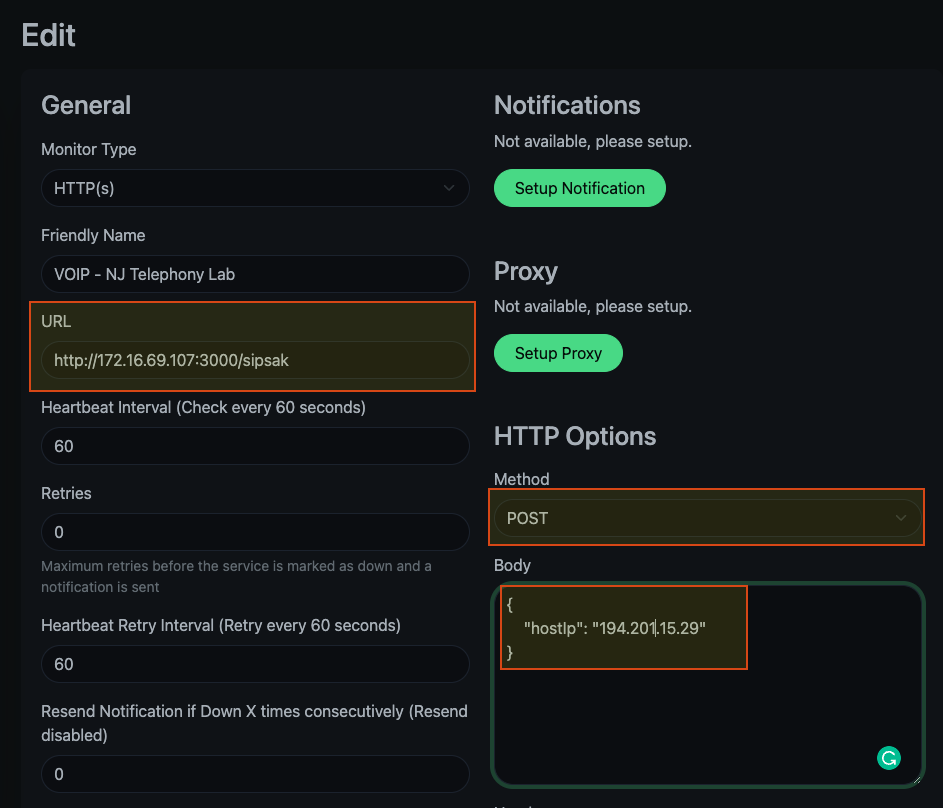 Edit
General
Monitor Type
HTTP(s)
Friendly Name
VOIP - NJ Telephony Lab
URL
http://172.16.69.107:3000/sipsak
Heartbeat Interval (Check every 60 seconds)
60
Retries
0
Maximum retries before the service is marked as down and a
notification is sent
Heartbeat Retry Interval (Retry every 60 seconds)
60
Resend Notification if Down X times consecutively (Resend
disabled)
0
Notifications
Not available, please setup.
Setup Notification
Proxy
Not available, please setup.
Setup Proxy
HTTP Options
Method
POST
Body
{
"hostIp": "194.201.15.29"
}